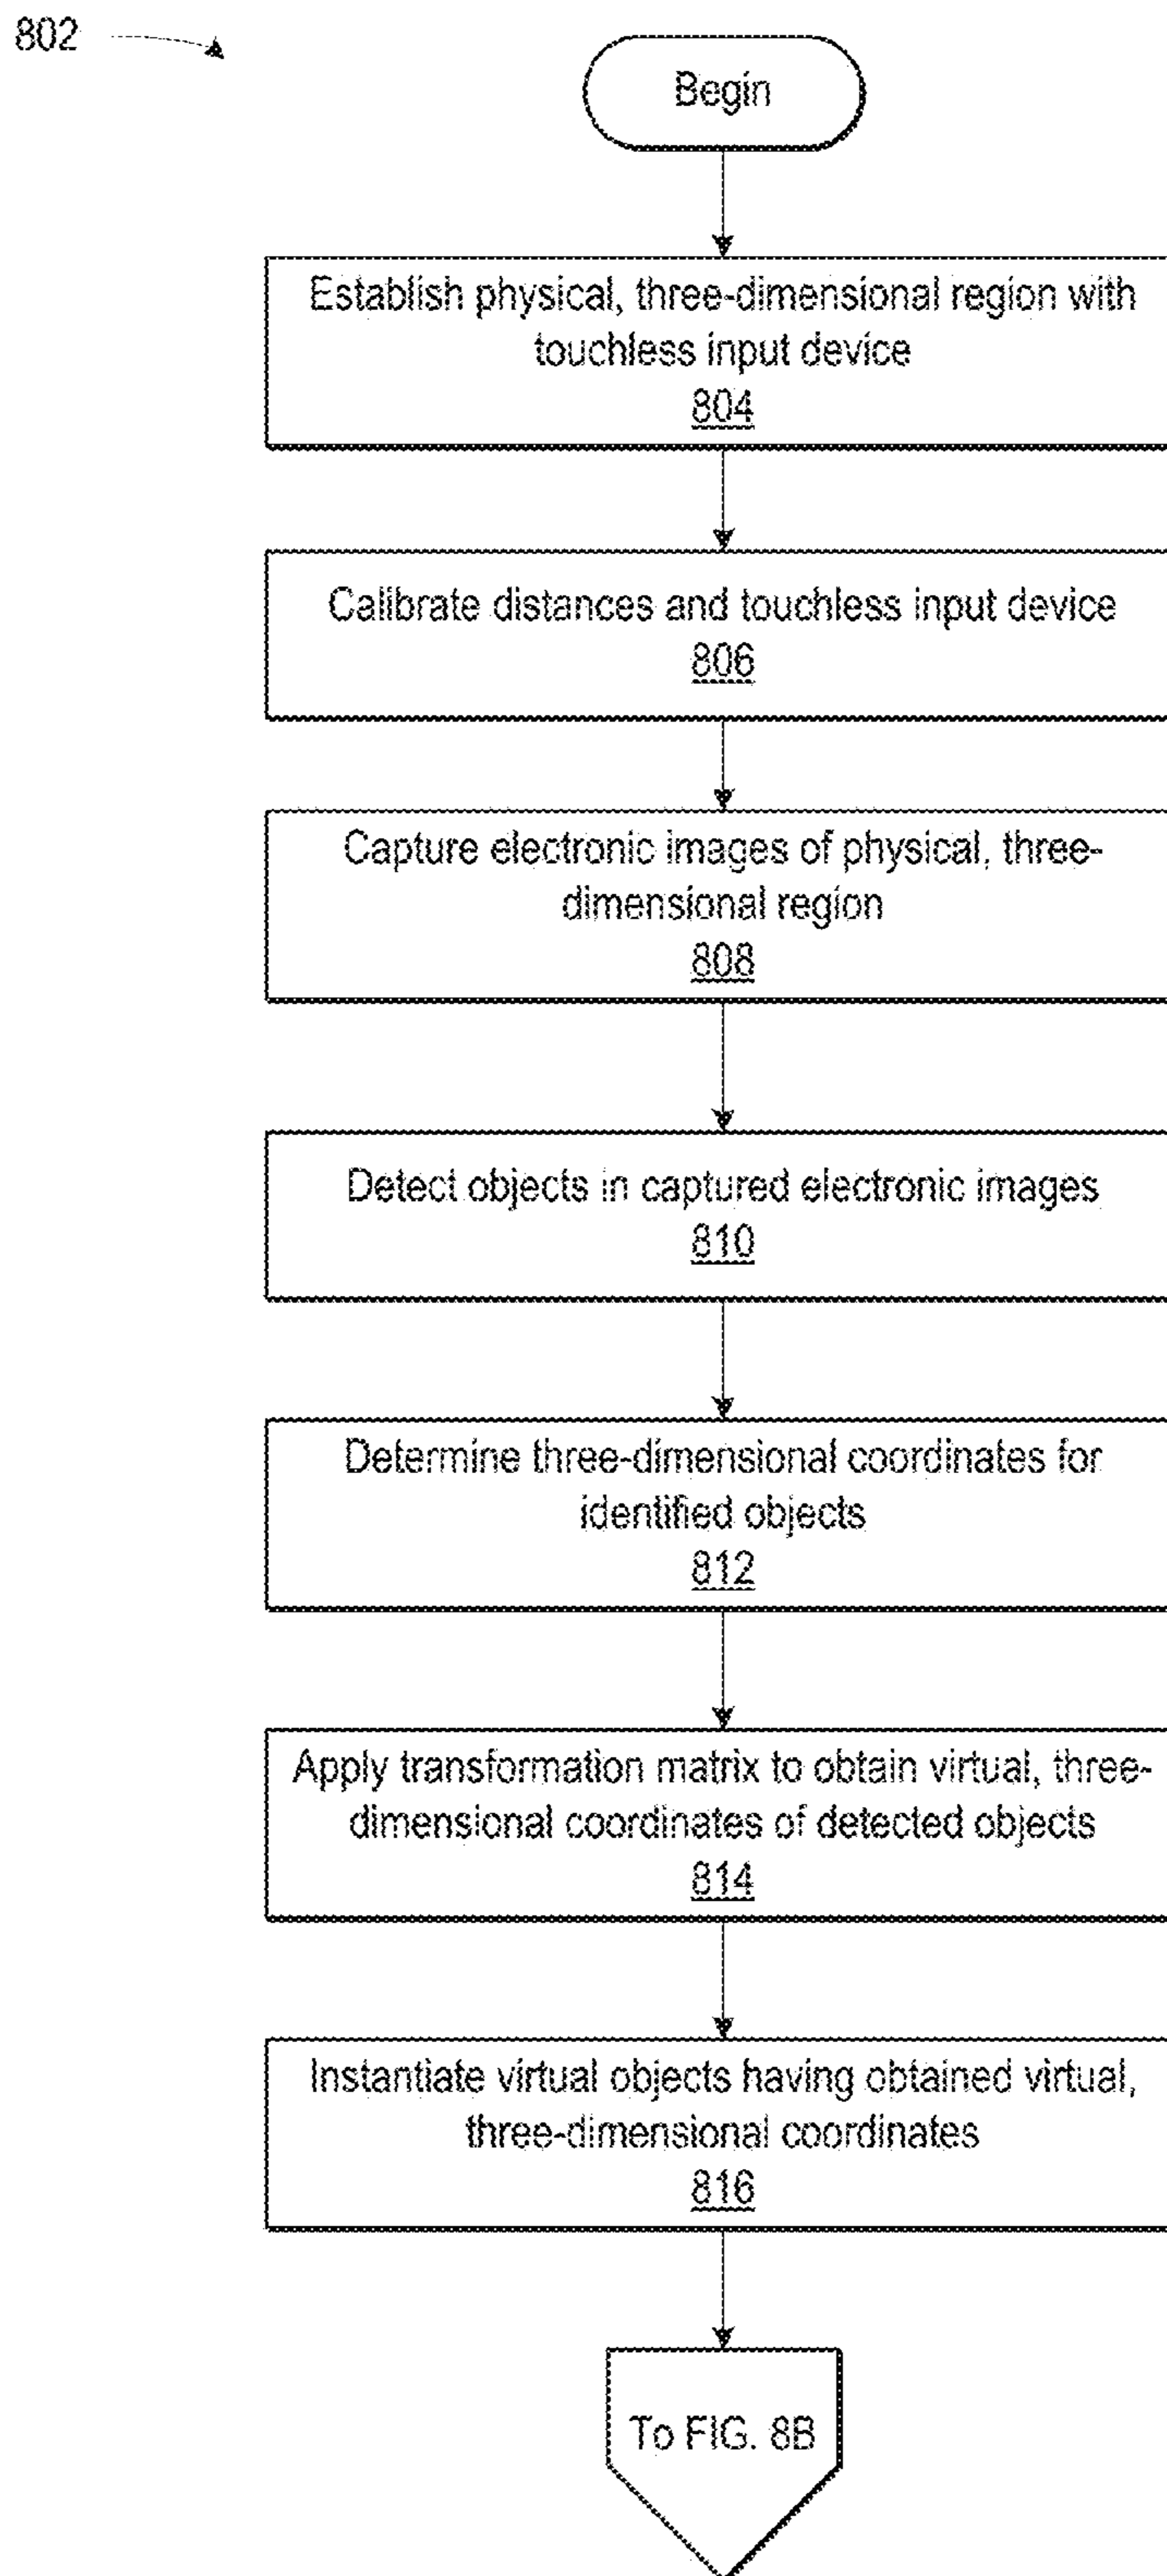 802
Begin
Establish physical, three-dimensional region with
touchless input device
804
Calibrate distances and touchless input device
806
Capture electronic images of physical, three-
dimensional region
808
Detect objects in captured electronic images
810
Determine three-dimensional coordinates for
identified objects
812
Apply transformation matrix to obtain virtual, three-
dimensional coordinates of detected objects
814
Instantiate virtual objects having obtained virtual,
three-dimensional coordinates
816
To FIG. 8B